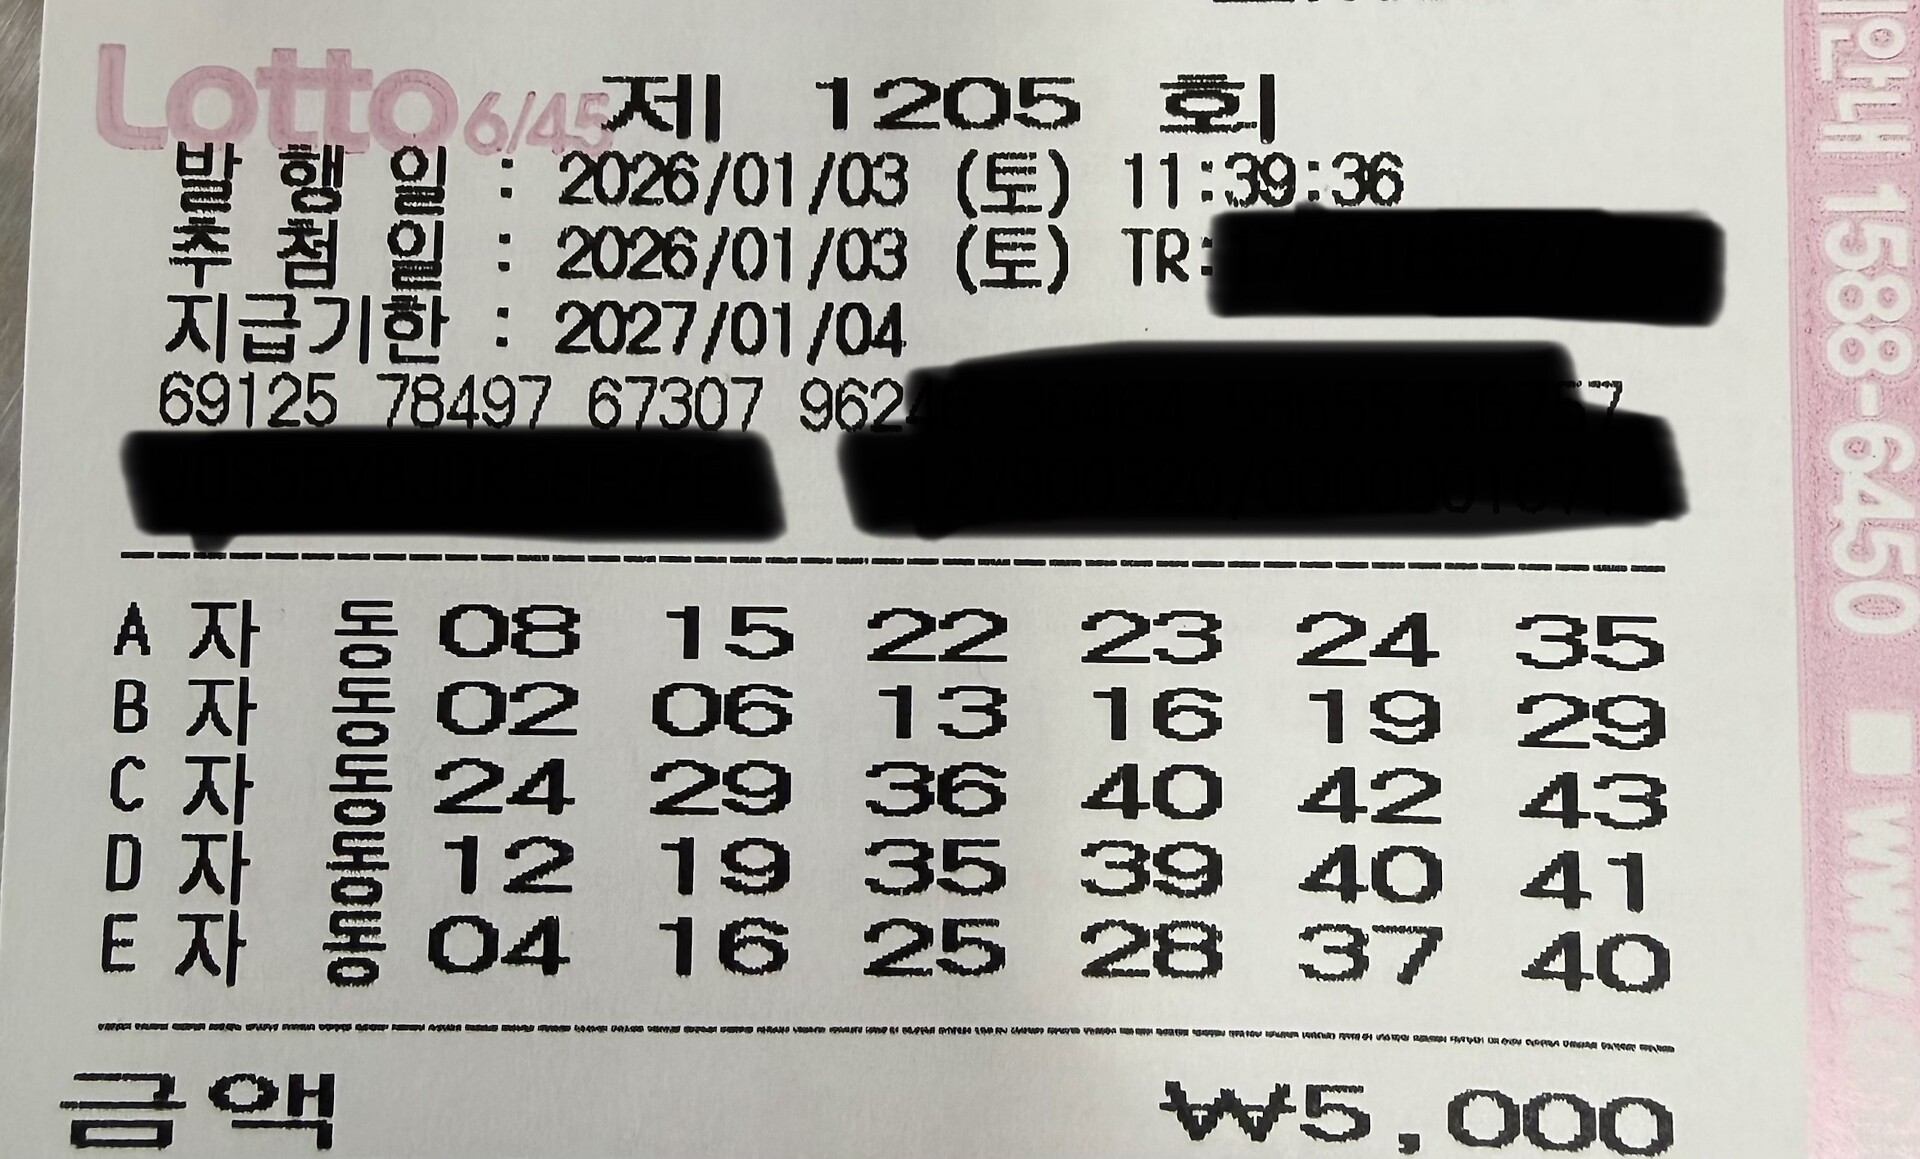 Lotto 6/45 제 1205 회
발 행 일 : 2026/01/03 (토) 11:39:36
추 첨 일 : 2026/01/03 (토) TR:
지급기한 : 2027/01/04
69125 78497 67307 962
A 자 동 08 15 22 23 24 35
B 자 동 02 06 13 16 19 29
C 자 동 24 29 36 40 42 43
D 자 동 12 19 35 39 40 41
E 자 동 04 16 25 28 37 40
금액 ₩5,000
안내 1588-6450 ■ www.